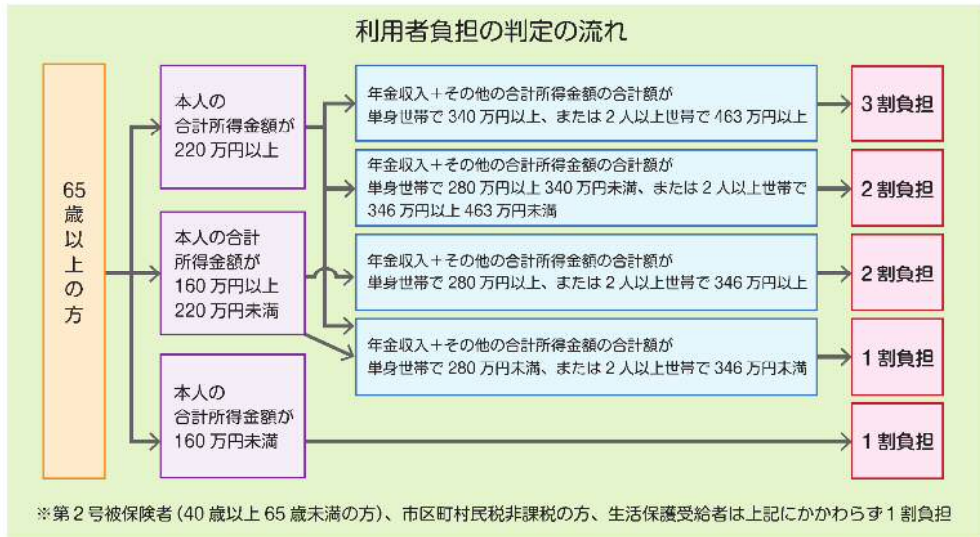 利用者負担の判定の流れ
65歳以上の方
本人の
合計所得金額が
220万円以上
年金収入+その他の合計所得金額の合計額が
単身世帯で340万円以上、または2人以上世帯で463万円以上
3割負担
年金収入+その他の合計所得金額の合計額が
単身世帯で280万円以上340万円未満、または2人以上世帯で
346万円以上463万円未満
2割負担
本人の合計
所得金額が
160万円以上
220万円未満
年金収入+その他の合計所得金額の合計額が
単身世帯で280万円以上、または2人以上世帯で346万円以上
2割負担
年金収入+その他の合計所得金額の合計額が
単身世帯で280万円未満、または2人以上世帯で346万円未満
1割負担
本人の
合計所得金額が
160万円未満
1割負担
※第2号被保険者(40歳以上65歳未満の方)、市区町村民税非課税の方、生活保護受給者は上記にかかわらず1割負担